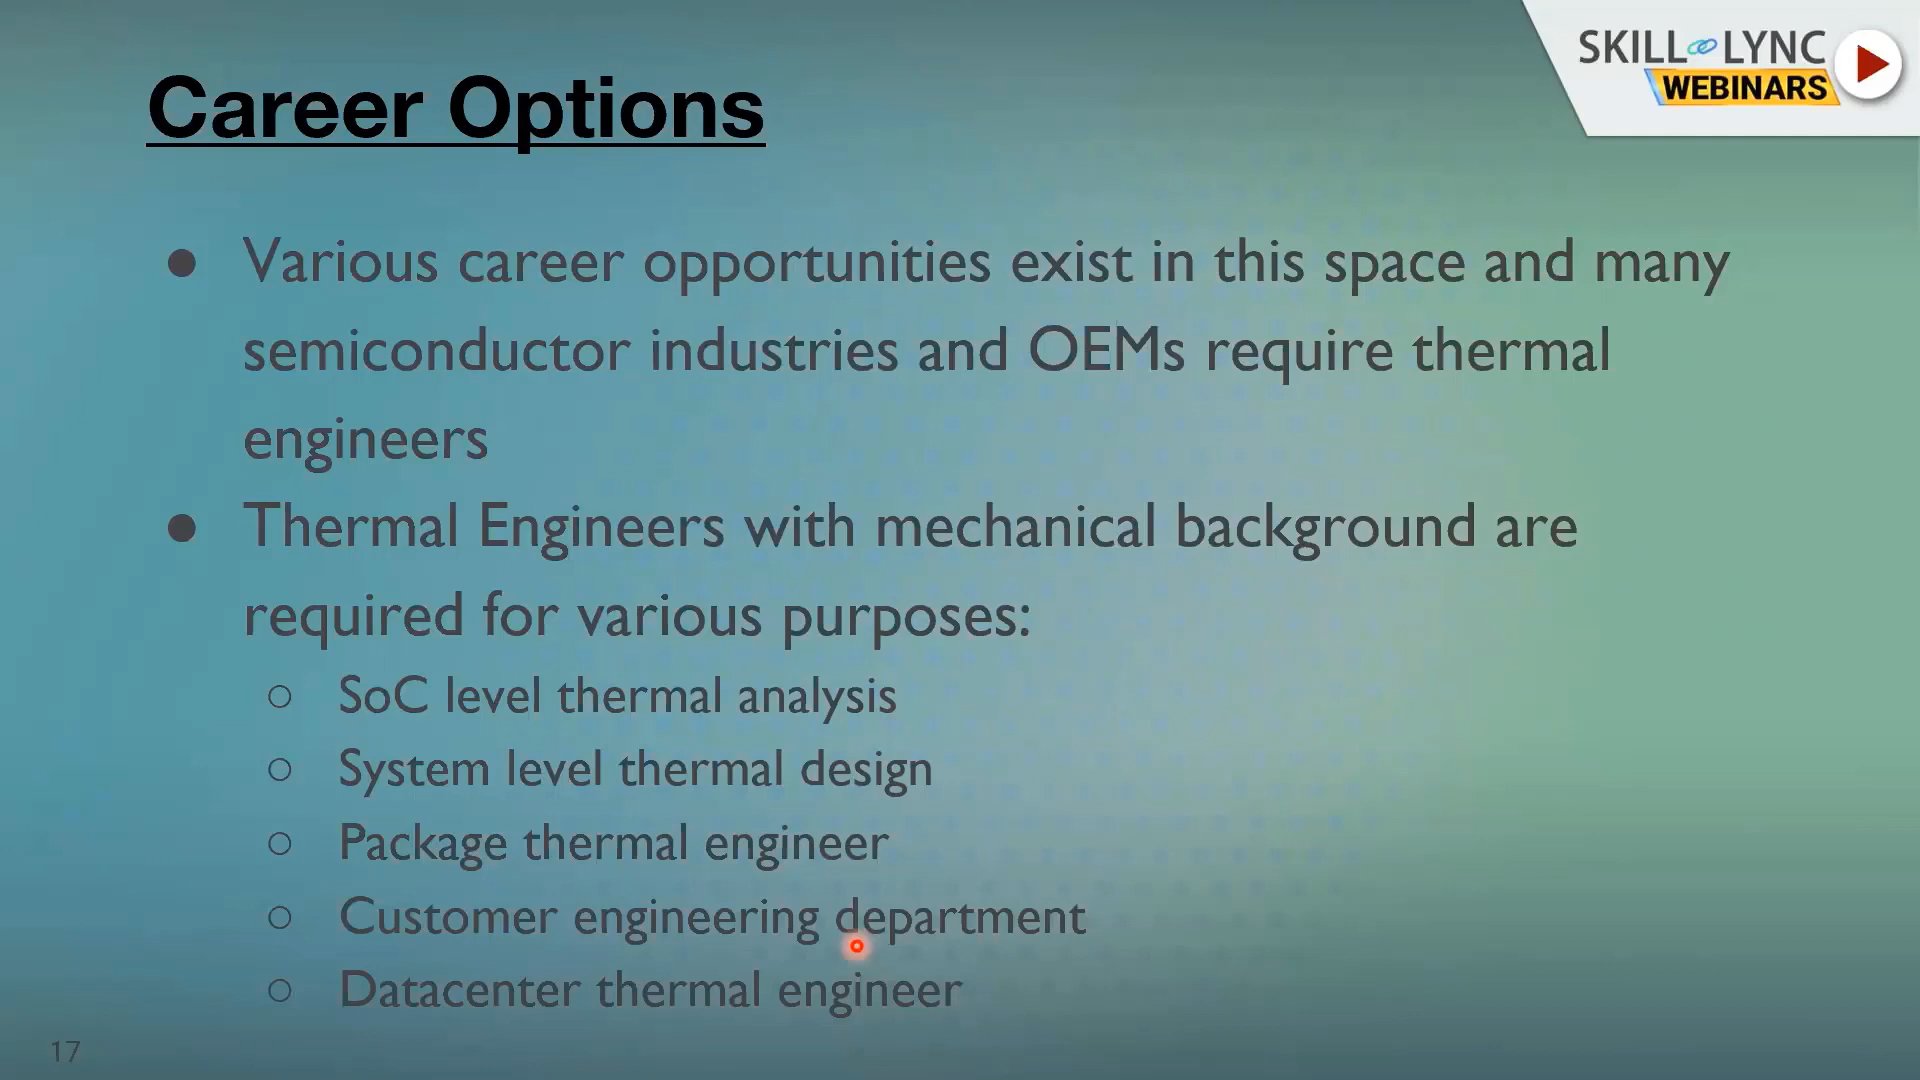 SKILL LYNC
WEBINARS
Career Options
● Various career opportunities exist in this space and many
semiconductor industries and OEMs require thermal
engineers
● Thermal Engineers with mechanical background are
required for various purposes:
○ SoC level thermal analysis
○ System level thermal design
○ Package thermal engineer
○ Customer engineering department
○ Datacenter thermal engineer
17